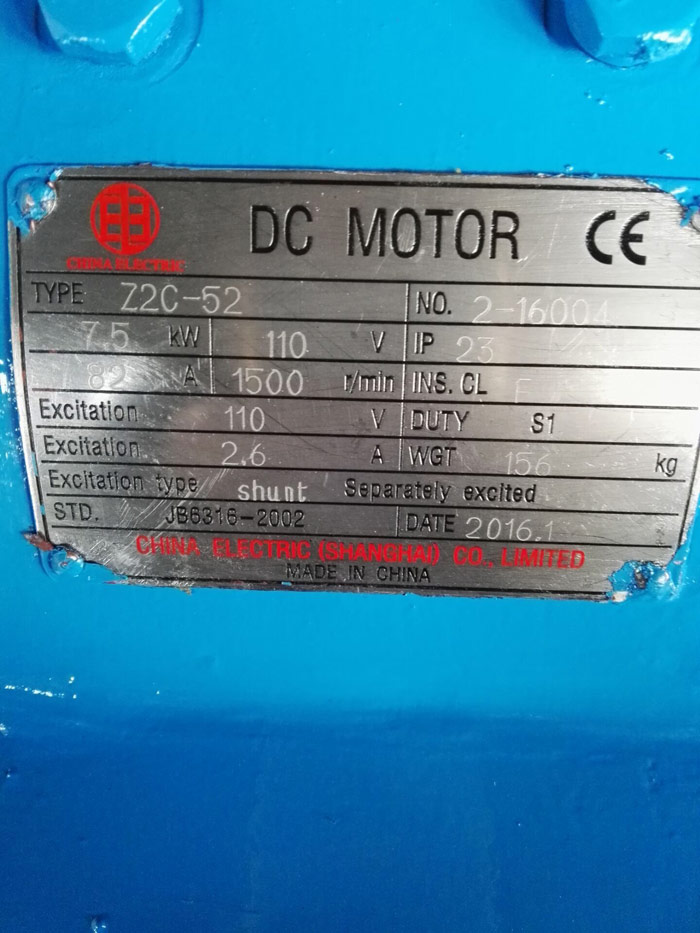 DC MOTOR CE
CHINA ELECTRIC
TYPE Z2C-52 NO. 2-16004
7.5 kW 110 V IP 23
82 A 1500 r/min INS. CL F
Excitation 110 V DUTY S1
Excitation 2.6 A WGT 156 kg
Excitation type shunt Separately excited
STD. JB6316-2002 DATE 2016.1
CHINA ELECTRIC (SHANGHAI) CO., LIMITED
MADE IN CHINA